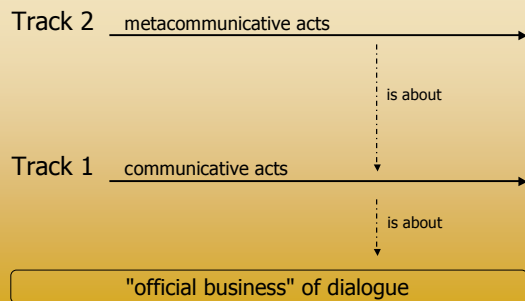 Track 2 metacommunicative acts
is about
Track 1 communicative acts
is about
"official business" of dialogue